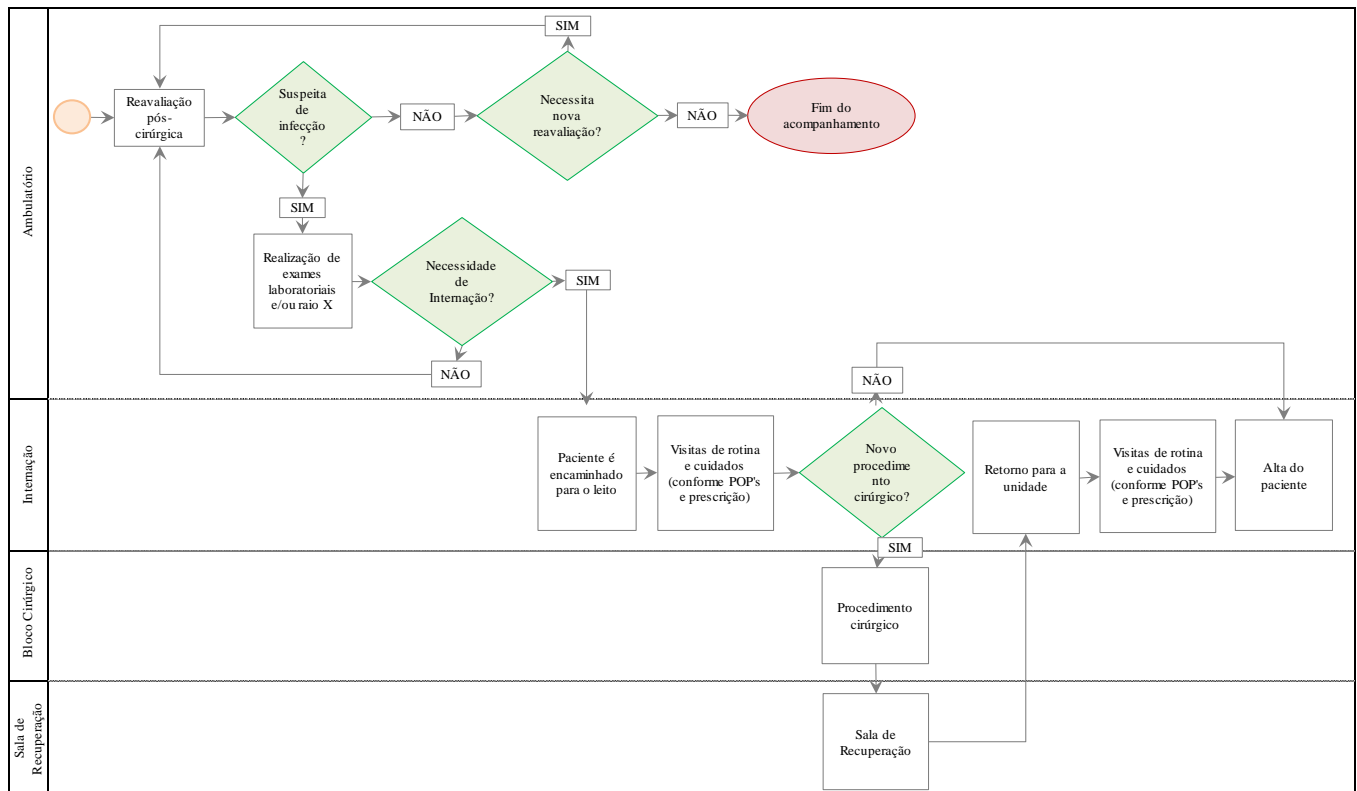 Ambulatório
SIM
Reavaliação
pós-
cirúrgica
Suspeita
de
infecção
?
NÃO
Necessita
nova
reavaliação?
NÃO
Fim do
acompanhamento
SIM
Realização de
exames
laboratoriais
e/ou raio X
Necessidade
de
Internação?
SIM
NÃO
NÃO
Internação
Paciente é
encaminhado
para o leito
Visitas de rotina
e cuidados
(conforme POP's
e prescrição)
Novo
procedime
nto
cirúrgico?
Retorno para a
unidade
Visitas de rotina
e cuidados
(conforme POP's
e prescrição)
Alta do
paciente
SIM
Bloco Cirúrgico
Procedimento
cirúrgico
Sala de
Recuperação
Sala de
Recuperação